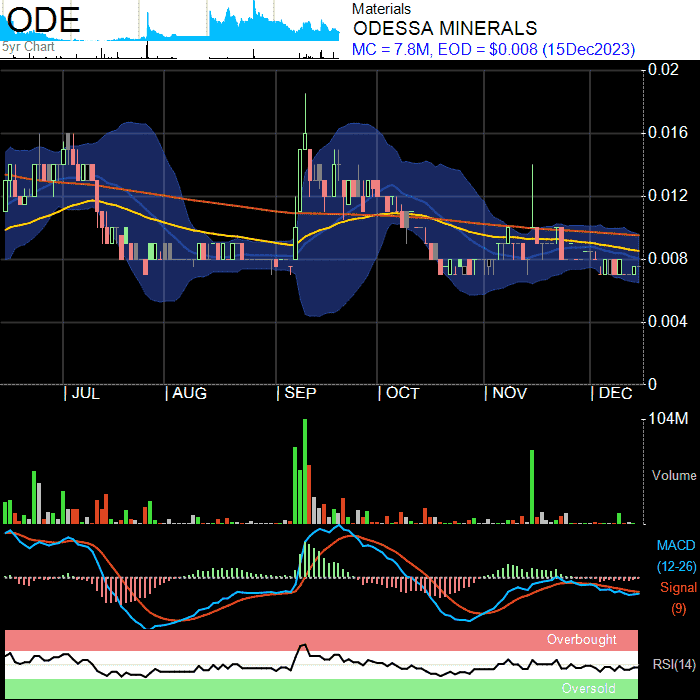 ODE
5yr Chart
Materials
ODESSA MINERALS
MC = 7.8M, EOD = $0.008 (15Dec2023)
0.02
0.016
0.012
0.008
0.004
0
| JUL | AUG | SEP | OCT | NOV | DEC
104M
Volume
MACD
(12-26)
Signal
(9)
Overbought
RSI(14)
Oversold